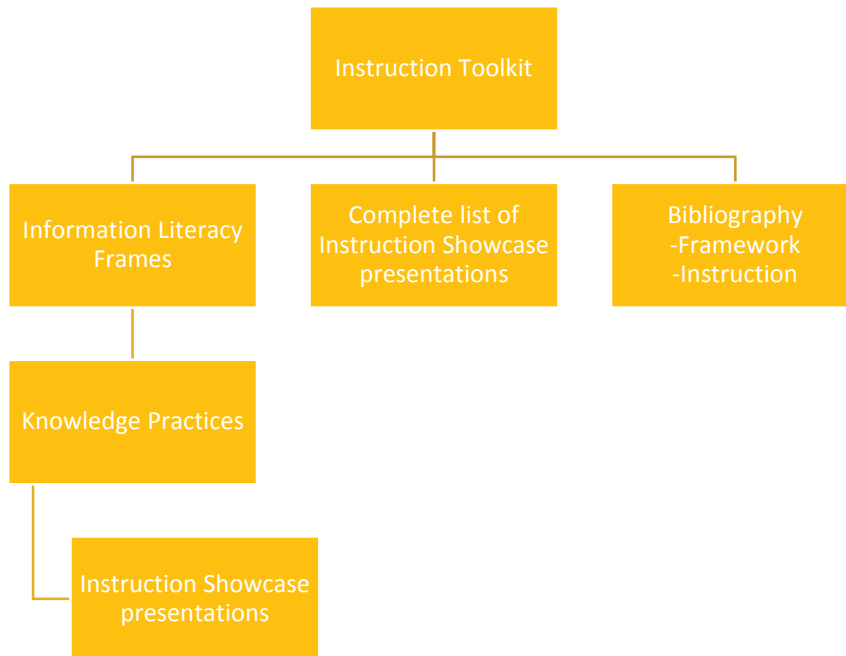 Instruction Toolkit
Information Literacy
Frames
Complete list of
Instruction Showcase
presentations
Bibliography
-Framework
-Instruction
Knowledge Practices
Instruction Showcase
presentations